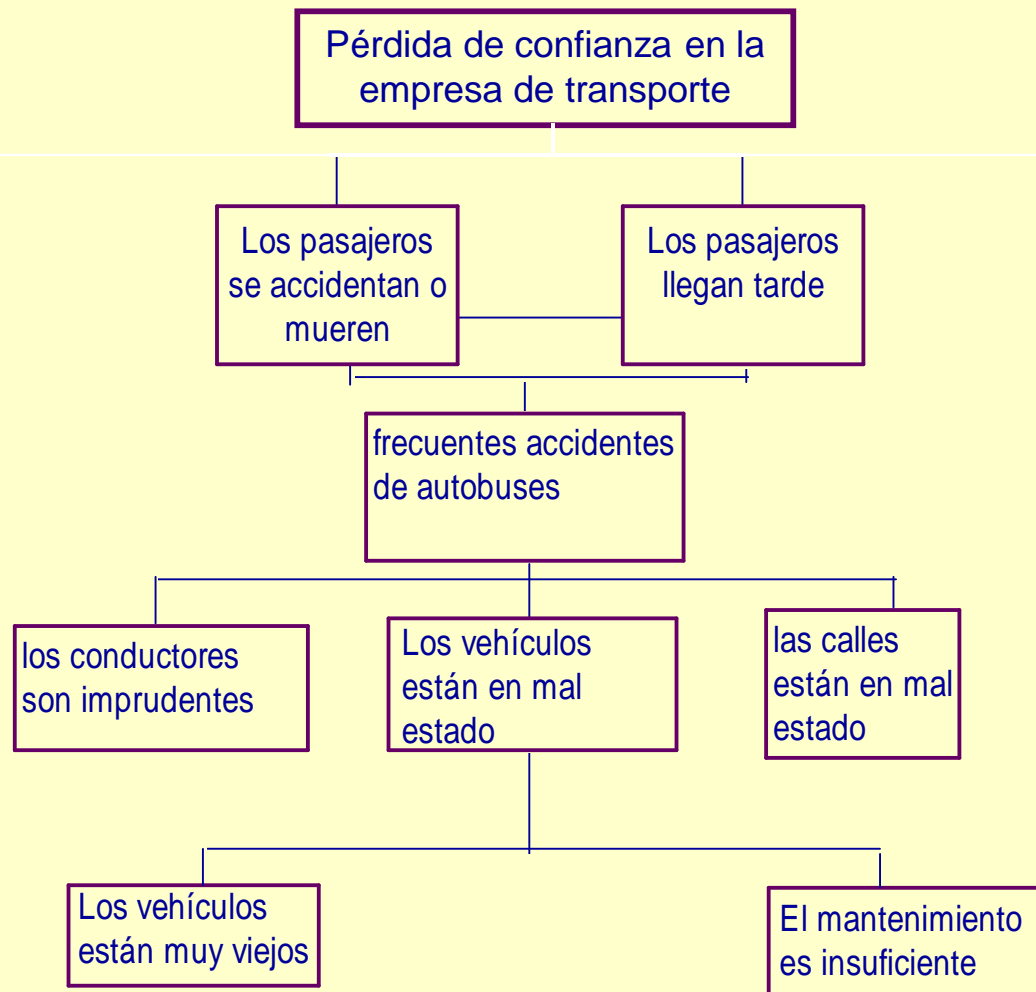 Pérdida de confianza en la
empresa de transporte
Los pasajeros
se accidentan o
mueren
Los pasajeros
llegan tarde
frecuentes accidentes
de autobuses
los conductores
son imprudentes
Los vehículos
están en mal
estado
las calles
están en mal
estado
Los vehículos
están muy viejos
El mantenimiento
es insuficiente